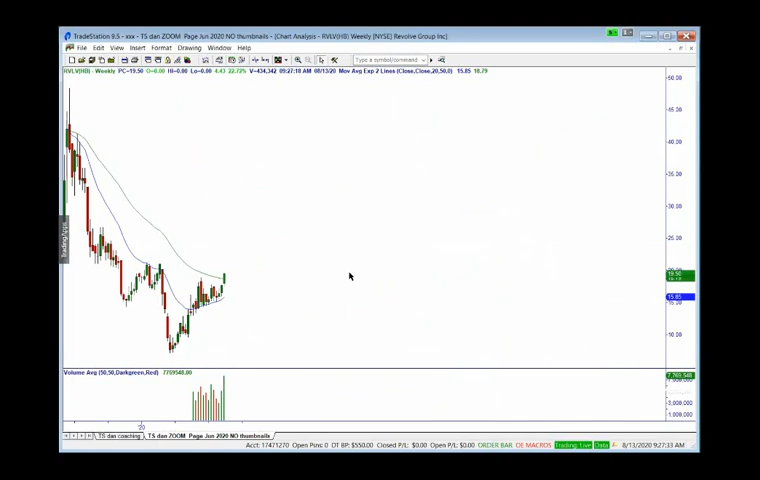 TradeStation 9.5 - xxx - TS dan ZOOM Page Jun 2020 NO thumbnails - [Chart Analysis - RVLV(HB) Weekly [NYSE] Revolve Group Inc]
File Edit View Insert Format Drawing Window Help
Type a symbol/command
RVLV(HB) - Weekly PC=19.50 O=0.00 Hi=0.00 Lo=0.00 4.43 22.72% V=434,342 09:27:18 08/13/20 Mov Avg Exp 2 Lines (Close,Close,20,50,0) 15.85 18.79
50.00
45.00
40.00
35.00
30.00
25.00
19.50
15.85
10.00
TradingApps
Volume Avg (50,50,Darkgreen,Red) 7769548.00
7,769,548
3,000,000
1,000,000
'20
TS dan coaching TS dan ZOOM Page Jun 2020 NO thumbnails
Acct: 17471270 Open Psns: 0 DT BP: $550.00 Closed P/L: $0.00 Open P/L: $0.00 ORDER BAR OE MACROS Trading: Live Data 8/13/2020 9:27:33 AM